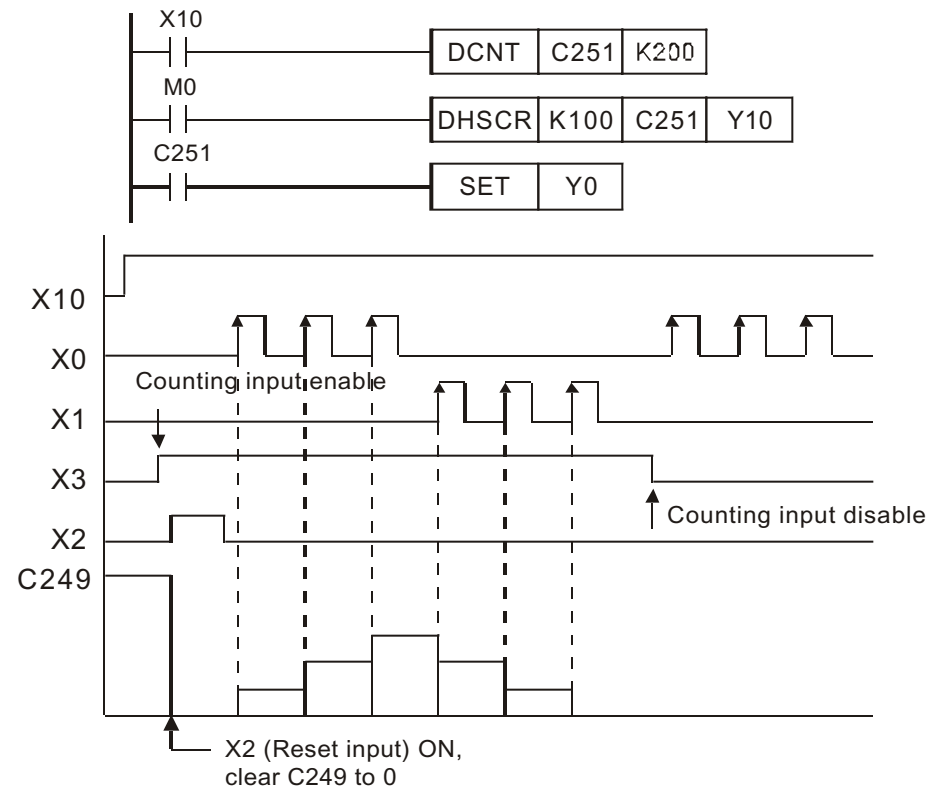 X10
DCNT C251 K200
M0
DHSCR K100 C251 Y10
C251
SET Y0
X10
X0
Counting input enable
X1
X3
Counting input disable
X2
C249
X2 (Reset input) ON,
clear C249 to 0